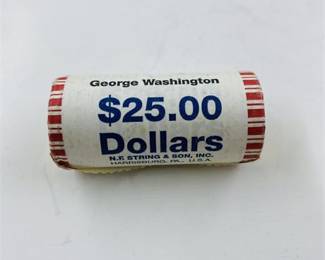 George Washington
$25.00
Dollars
N.F. STRING & SON, INC.
HARRISBURG, PA., U.S.A.